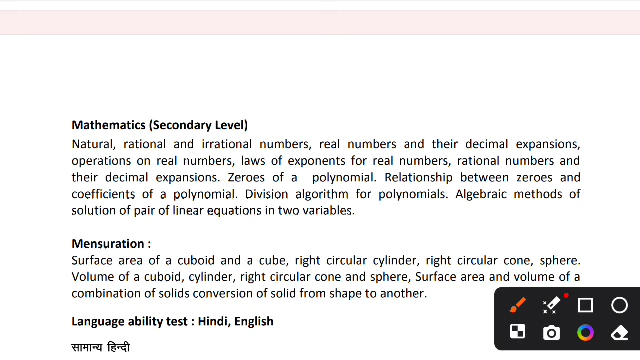 Mathematics (Secondary Level)
Natural, rational and irrational numbers, real numbers and their decimal expansions,
operations on real numbers, laws of exponents for real numbers, rational numbers and
their decimal expansions. Zeroes of a polynomial. Relationship between zeroes and
coefficients of a polynomial. Division algorithm for polynomials. Algebraic methods of
solution of pair of linear equations in two variables.
Mensuration :
Surface area of a cuboid and a cube, right circular cylinder, right circular cone, sphere.
Volume of a cuboid, cylinder, right circular cone and sphere, Surface area and volume of a
combination of solids conversion of solid from shape to another.
Language ability test : Hindi, English
सामान्य हिन्दी